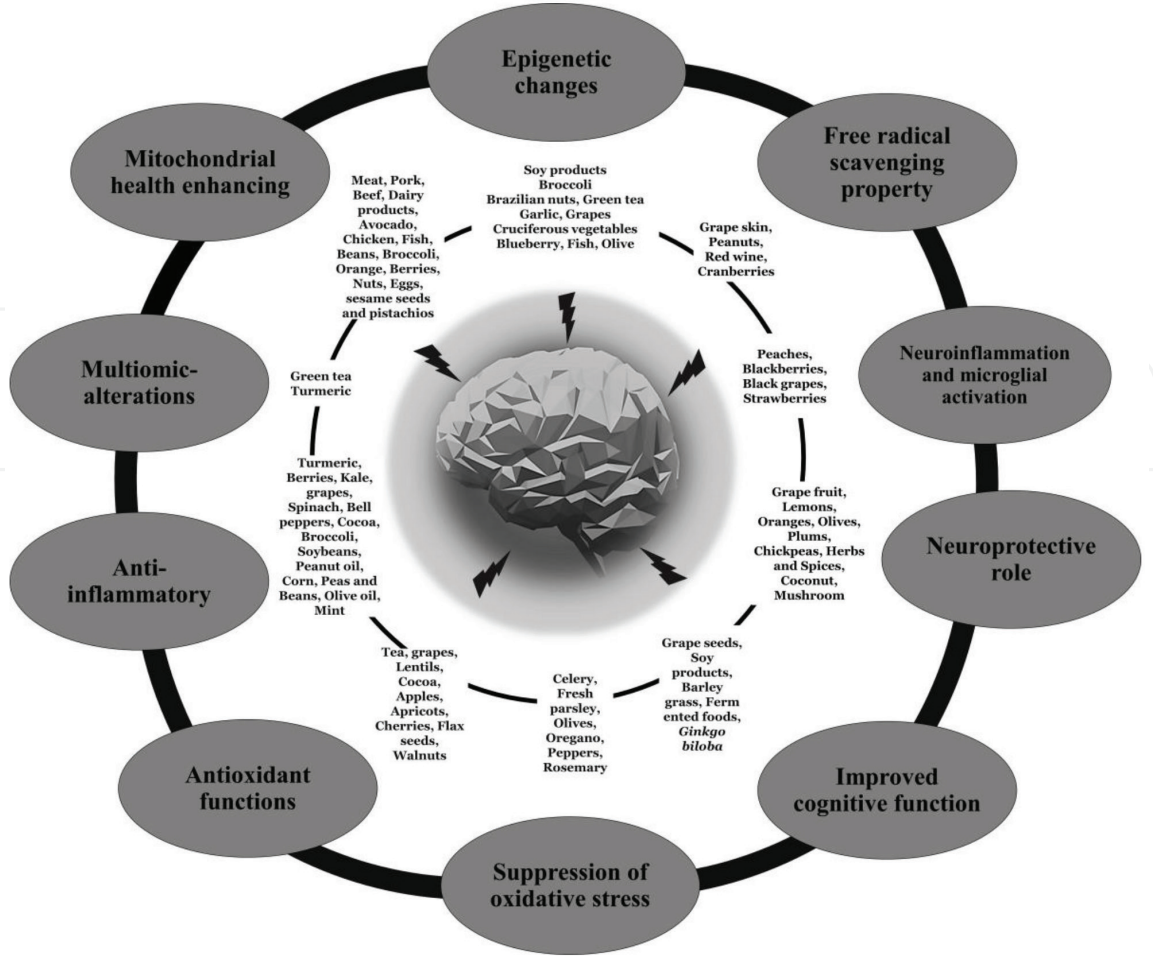 Epigenetic
changes
Free radical
scavenging
property
Neuroinflammation
and microglial
activation
Neuroprotective
role
Improved
cognitive function
Suppression of
oxidative stress
Antioxidant
functions
Anti-
inflammatory
Multiomic-
alterations
Mitochondrial
health enhancing
Soy products
Broccoli
Brazilian nuts, Green tea
Garlic, Grapes
Cruciferous vegetables
Blueberry, Fish, Olive
Grape skin,
Peanuts,
Red wine,
Cranberries
Peaches,
Blackberries,
Black grapes,
Strawberries
Grape fruit,
Lemons,
Oranges, Olives,
Plums,
Chickpeas, Herbs
and Spices,
Coconut,
Mushroom
Grape seeds,
Soy
products,
Barley
grass, Ferm
ented foods,
Ginkgo
biloba
Celery,
Fresh
parsley,
Olives,
Oregano,
Peppers,
Rosemary
Tea, grapes,
Lentils,
Cocoa,
Apples,
Apricots,
Cherries, Flax
seeds,
Walnuts
Turmeric,
Berries, Kale,
grapes,
Spinach, Bell
peppers, Cocoa,
Broccoli,
Soybeans,
Peanut oil,
Corn, Peas and
Beans, Olive oil,
Mint
Green tea
Turmeric
Meat, Pork,
Beef, Dairy
products,
Avocado,
Chicken, Fish,
Beans, Broccoli,
Orange, Berries,
Nuts, Eggs,
sesame seeds
and pistachios